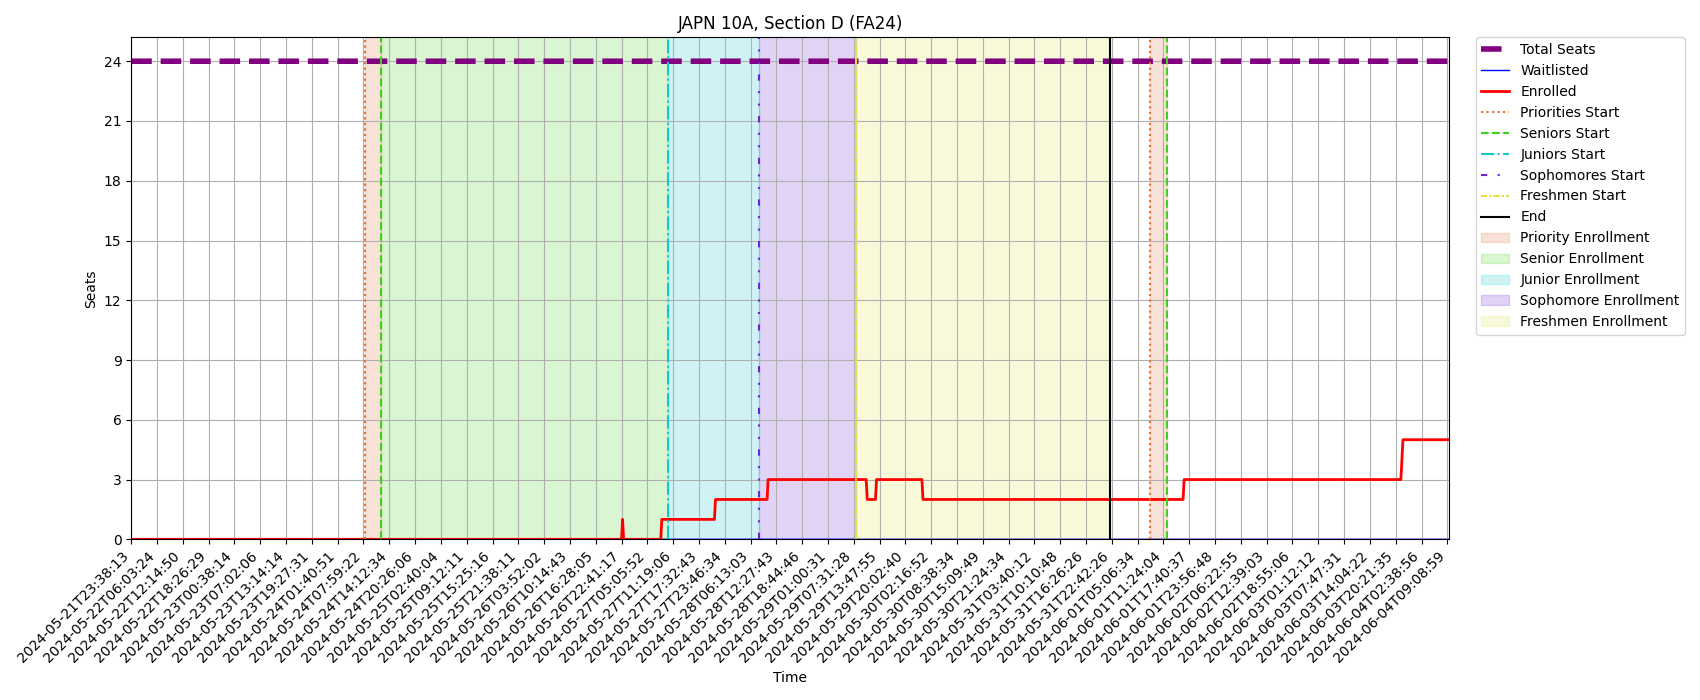 JAPN 10A, Section D (FA24)
Seats
24
21
18
15
12
9
6
3
0
2024-05-21T23:38:13
2024-05-22T06:03:24
2024-05-22T12:14:50
2024-05-22T18:26:29
2024-05-23T00:38:14
2024-05-23T07:02:06
2024-05-23T13:14:14
2024-05-23T19:27:31
2024-05-24T01:40:51
2024-05-24T07:59:22
2024-05-24T14:12:34
2024-05-24T20:26:06
2024-05-25T02:40:04
2024-05-25T09:12:11
2024-05-25T15:25:16
2024-05-25T21:38:11
2024-05-26T03:52:02
2024-05-26T10:14:43
2024-05-26T16:28:05
2024-05-26T22:41:17
2024-05-27T05:05:52
2024-05-27T11:19:06
2024-05-27T17:32:43
2024-05-27T23:46:34
2024-05-28T06:13:03
2024-05-28T12:27:43
2024-05-28T18:44:46
2024-05-29T01:00:31
2024-05-29T07:31:28
2024-05-29T13:47:55
2024-05-29T20:02:40
2024-05-30T02:16:52
2024-05-30T08:38:34
2024-05-30T15:09:49
2024-05-30T21:24:34
2024-05-31T03:40:12
2024-05-31T10:10:48
2024-05-31T16:26:26
2024-05-31T22:42:26
2024-06-01T05:06:34
2024-06-01T11:24:04
2024-06-01T17:40:37
2024-06-01T23:56:48
2024-06-02T06:22:55
2024-06-02T12:39:03
2024-06-02T18:55:06
2024-06-03T01:12:12
2024-06-03T07:47:31
2024-06-03T14:04:22
2024-06-03T20:21:35
2024-06-04T02:38:56
2024-06-04T09:08:59
Time
Total Seats
Waitlisted
Enrolled
Priorities Start
Seniors Start
Juniors Start
Sophomores Start
Freshmen Start
End
Priority Enrollment
Senior Enrollment
Junior Enrollment
Sophomore Enrollment
Freshmen Enrollment